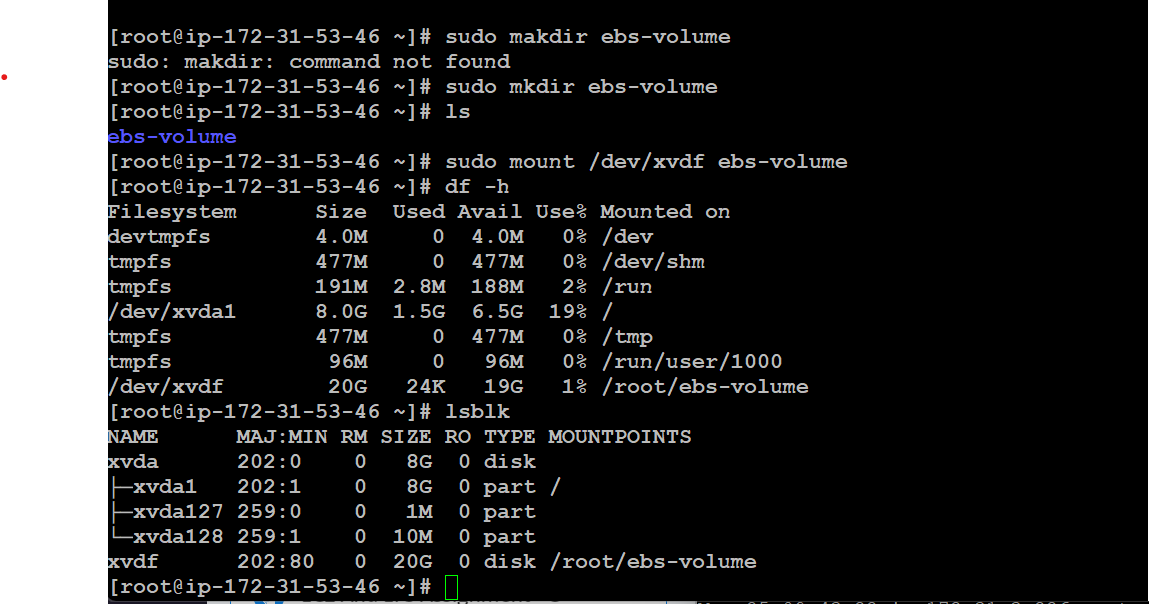 [root@ip-172-31-53-46 ~]# sudo makdir ebs-volume
sudo: makdir: command not found
[root@ip-172-31-53-46 ~]# sudo mkdir ebs-volume
[root@ip-172-31-53-46 ~]# ls
ebs-volume
[root@ip-172-31-53-46 ~]# sudo mount /dev/xvdf ebs-volume
[root@ip-172-31-53-46 ~]# df -h
Filesystem      Size  Used Avail Use% Mounted on
devtmpfs        4.0M     0  4.0M   0% /dev
tmpfs           477M     0  477M   0% /dev/shm
tmpfs           191M  2.8M  188M   2% /run
/dev/xvda1      8.0G  1.5G  6.5G  19% /
tmpfs           477M     0  477M   0% /tmp
tmpfs            96M     0   96M   0% /run/user/1000
/dev/xvdf        20G   24K   19G   1% /root/ebs-volume
[root@ip-172-31-53-46 ~]# lsblk
NAME      MAJ:MIN RM SIZE RO TYPE MOUNTPOINTS
xvda      202:0    0   8G  0 disk
├─xvda1   202:1    0   8G  0 part /
├─xvda127 259:0    0   1M  0 part
└─xvda128 259:1    0  10M  0 part
xvdf      202:80   0  20G  0 disk /root/ebs-volume
[root@ip-172-31-53-46 ~]#